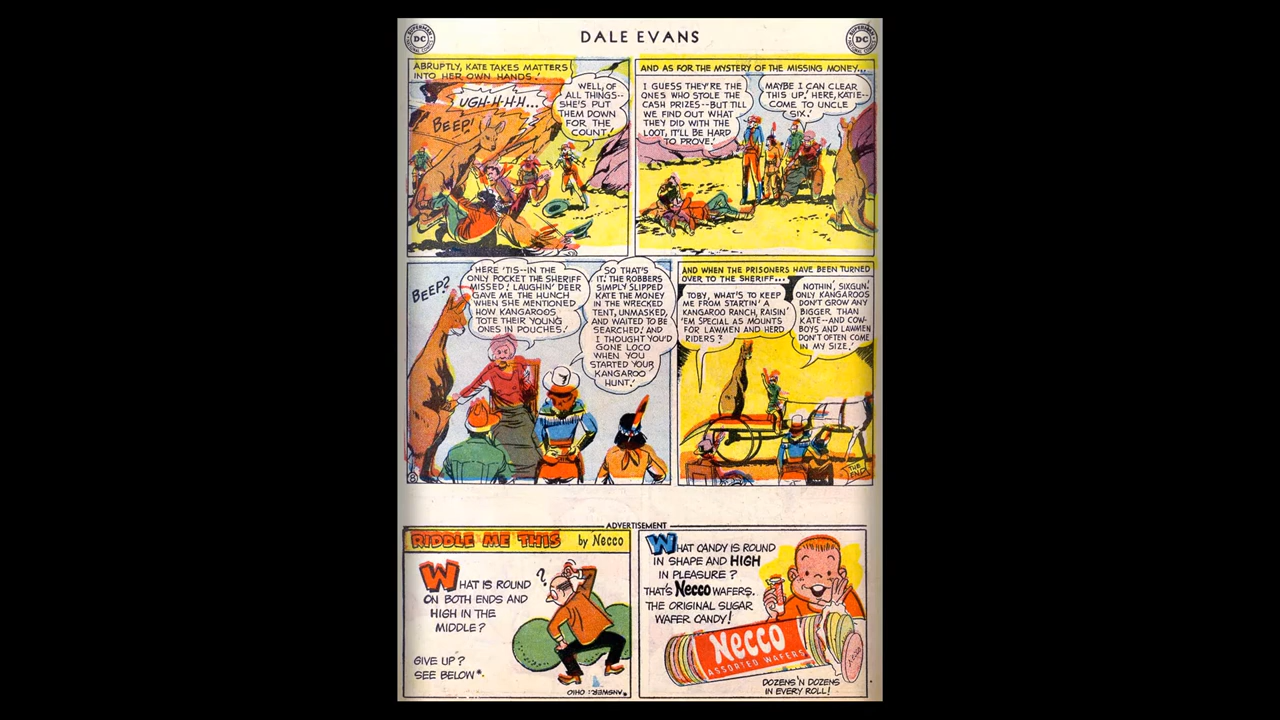 DALE EVANS
SUPERMAN
DC
SUPERMAN
DC
ABRUPTLY, KATE TAKES MATTERS
INTO HER OWN HANDS!
UGH-H-H-H...
BEEP!
WELL, OF
ALL THINGS--
SHE'S PUT
THEM DOWN
FOR THE
COUNT!
AND AS FOR THE MYSTERY OF THE MISSING MONEY...
I GUESS THEY'RE THE
ONES WHO STOLE THE
CASH PRIZES--BUT TILL
WE FIND OUT WHAT
THEY DID WITH THE
LOOT, IT'LL BE HARD
TO PROVE!
MAYBE I CAN CLEAR
THIS UP! HERE, KATIE--
COME TO UNCLE
SIX!
BEEP?
HERE 'TIS--IN THE
ONLY POCKET THE SHERIFF
MISSED! LAUGHIN' DEER
GAVE ME THE HUNCH
WHEN SHE MENTIONED
HOW KANGAROOS
TOTE THEIR YOUNG
ONES IN POUCHES!
SO THAT'S
IT! THE ROBBERS
SIMPLY SLIPPED
KATE THE MONEY
IN THE WRECKED
TENT, UNMASKED,
AND WAITED TO BE
SEARCHED! AND
I THOUGHT YOU'D
GONE LOCO
WHEN YOU
STARTED YOUR
KANGAROO
HUNT!
8
AND WHEN THE PRISONERS HAVE BEEN TURNED
OVER TO THE SHERIFF...
TOBY, WHAT'S TO KEEP
ME FROM STARTIN' A
KANGAROO RANCH, RAISIN'
'EM SPECIAL AS MOUNTS
FOR LAWMEN AND HERD
RIDERS?
NOTHIN', SIXGUN!
ONLY KANGAROOS
DON'T GROW ANY
BIGGER THAN
KATE--AND COW-
BOYS AND LAWMEN
DON'T OFTEN COME
IN MY SIZE!
THE
END
ADVERTISEMENT
RIDDLE ME THIS by Necco
WHAT IS ROUND
ON BOTH ENDS AND
HIGH IN THE
MIDDLE?
GIVE UP?
SEE BELOW*
?
*ANSWER: OHIO
WHAT CANDY IS ROUND
IN SHAPE AND HIGH
IN PLEASURE?
THAT'S Necco WAFERS.
THE ORIGINAL SUGAR
WAFER CANDY!
Necco
ASSORTED WAFERS
DOZENS 'N DOZENS
IN EVERY ROLL!